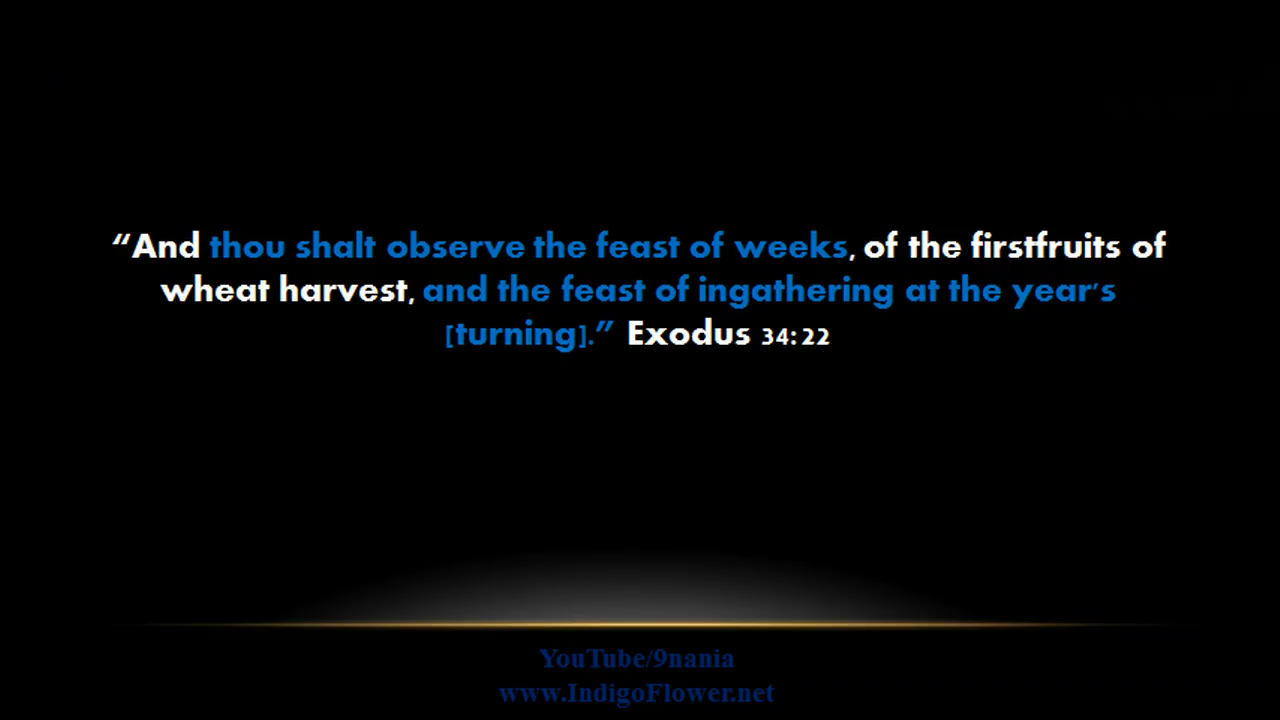 “And thou shalt observe the feast of weeks, of the firstfruits of
wheat harvest, and the feast of ingathering at the year's
[turning].” Exodus 34:22
YouTube/9nania
www.IndigoFlower.net